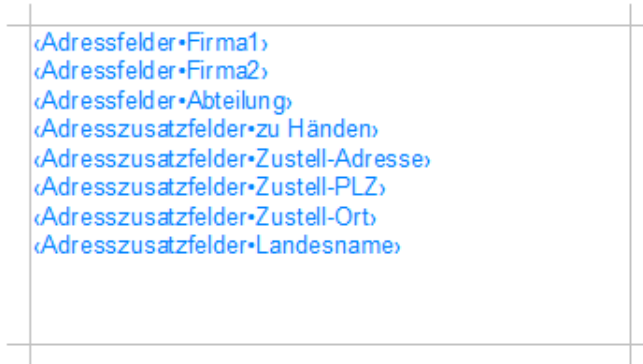 ‹Adressfelder•Firma1›
‹Adressfelder•Firma2›
‹Adressfelder•Abteilung›
‹Adresszusatzfelder•zu Händen›
‹Adresszusatzfelder•Zustell-Adresse›
‹Adresszusatzfelder•Zustell-PLZ›
‹Adresszusatzfelder•Zustell-Ort›
‹Adresszusatzfelder•Landesname›